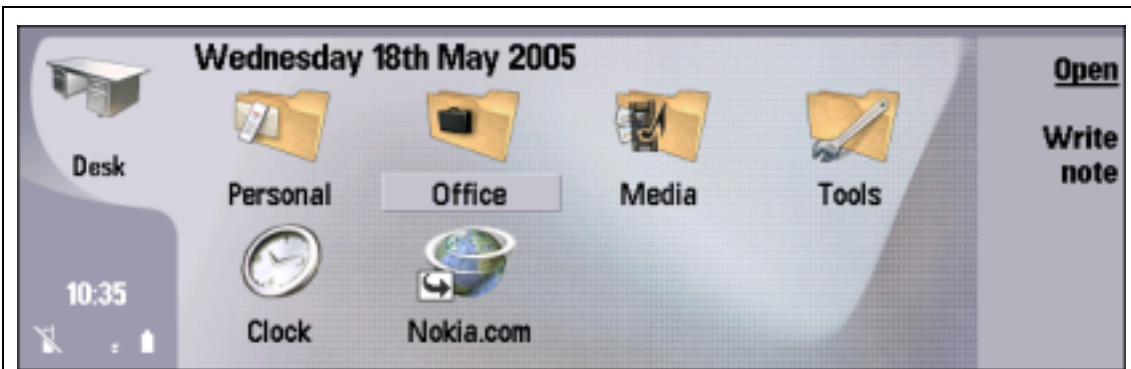 Wednesday 18th May 2005
Desk
Personal
Office
Media
Tools
Clock
Nokia.com
10:35
Open
Write
note